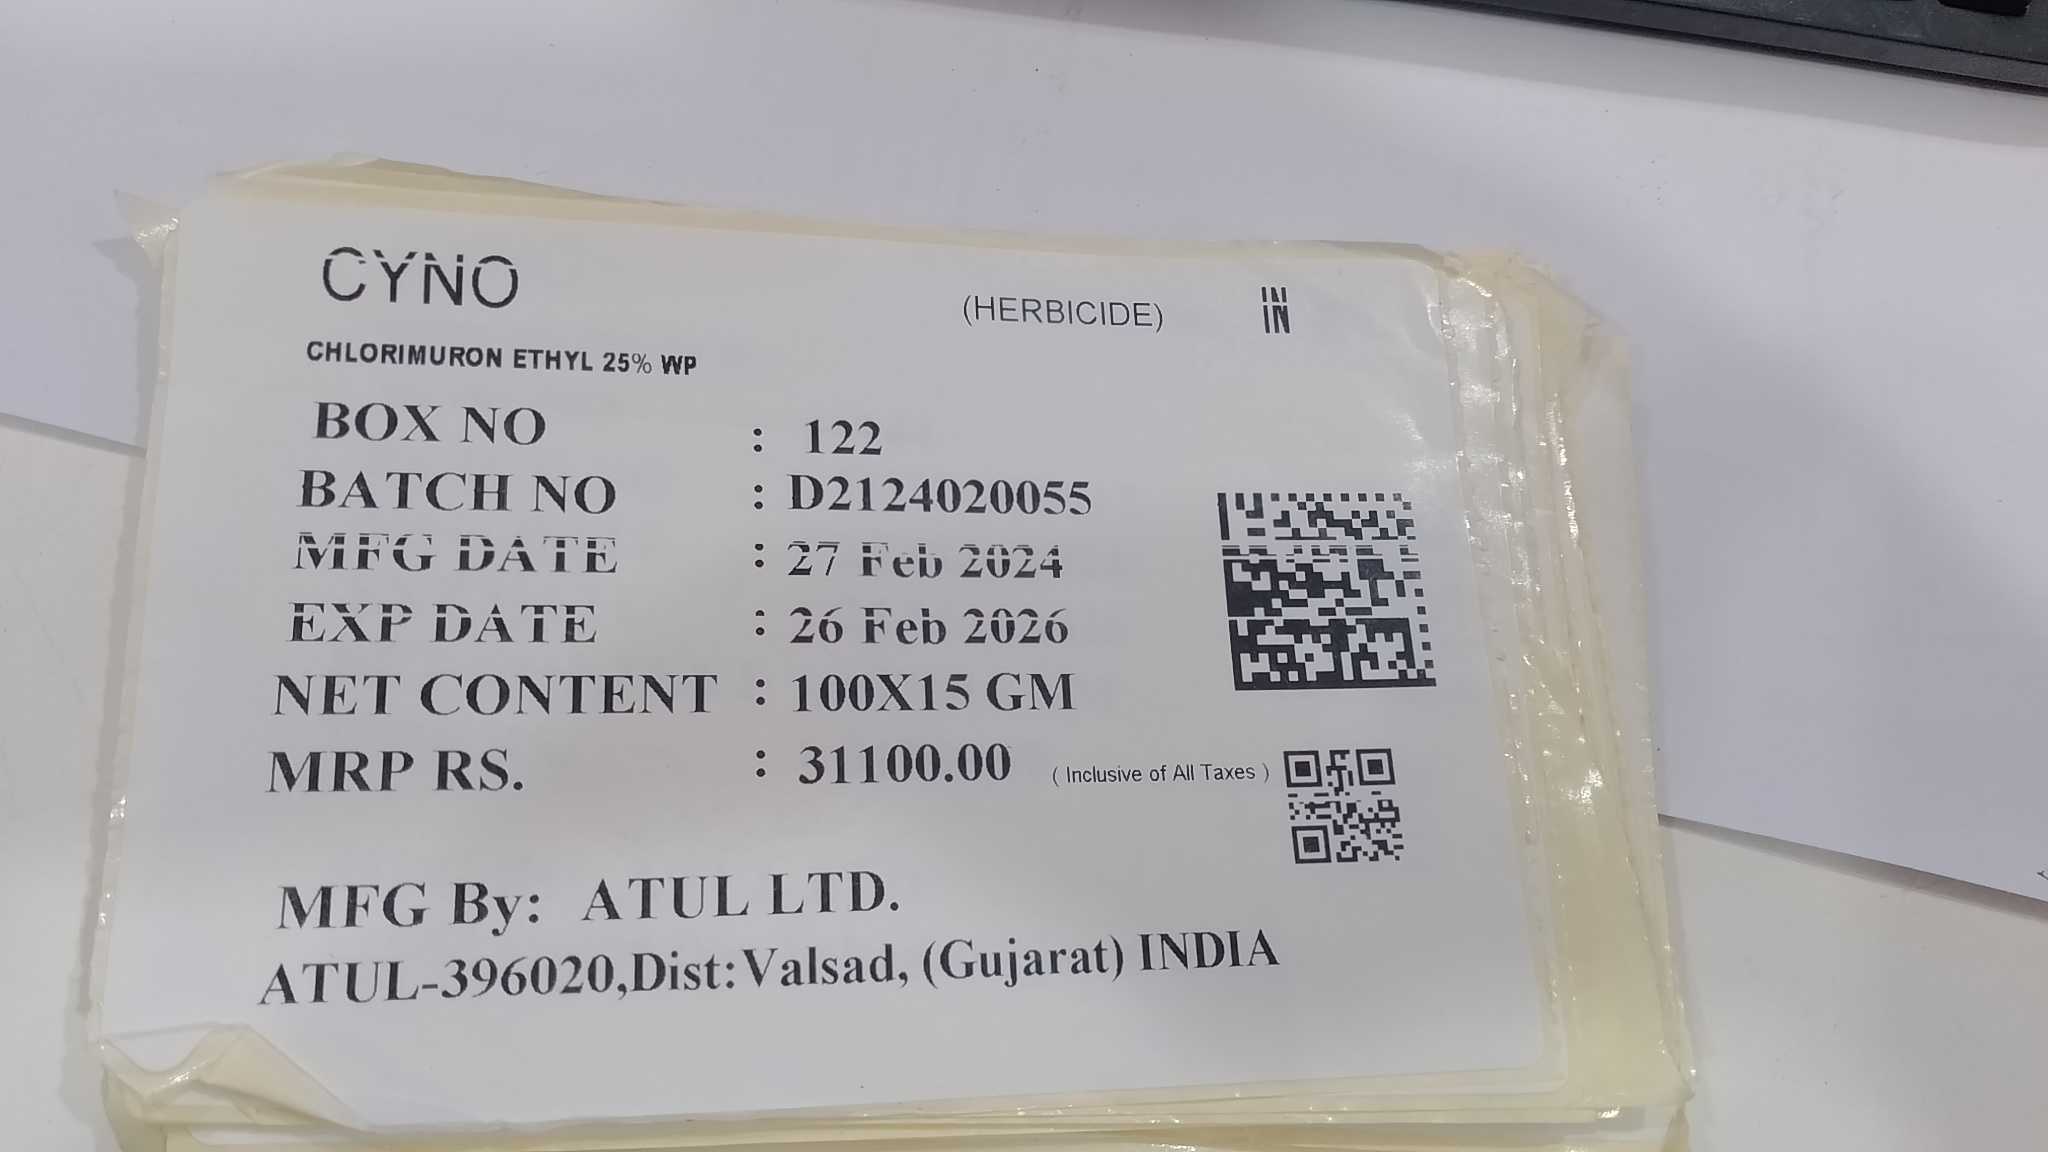 CYNO (HERBICIDE) IN
CHLORIMURON ETHYL 25% WP
BOX NO : 122
BATCH NO : D2124020055
MFG DATE : 27 Feb 2024
EXP DATE : 26 Feb 2026
NET CONTENT : 100X15 GM
MRP RS. : 31100.00 ( Inclusive of All Taxes )
MFG By: ATUL LTD.
ATUL-396020,Dist:Valsad, (Gujarat) INDIA